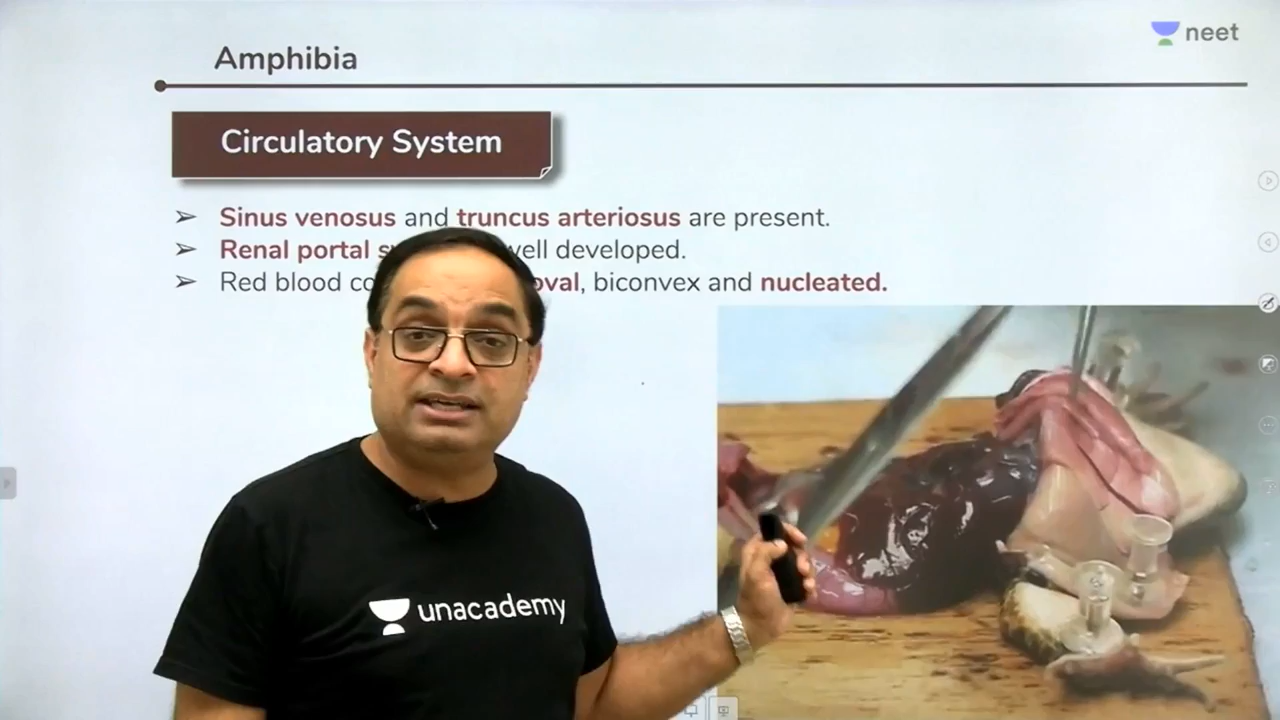 neet
Amphibia
Circulatory System
➢ Sinus venosus and truncus arteriosus are present.
➢ Renal portal well developed.
➢ Red blood oval, biconvex and nucleated.
unacademy